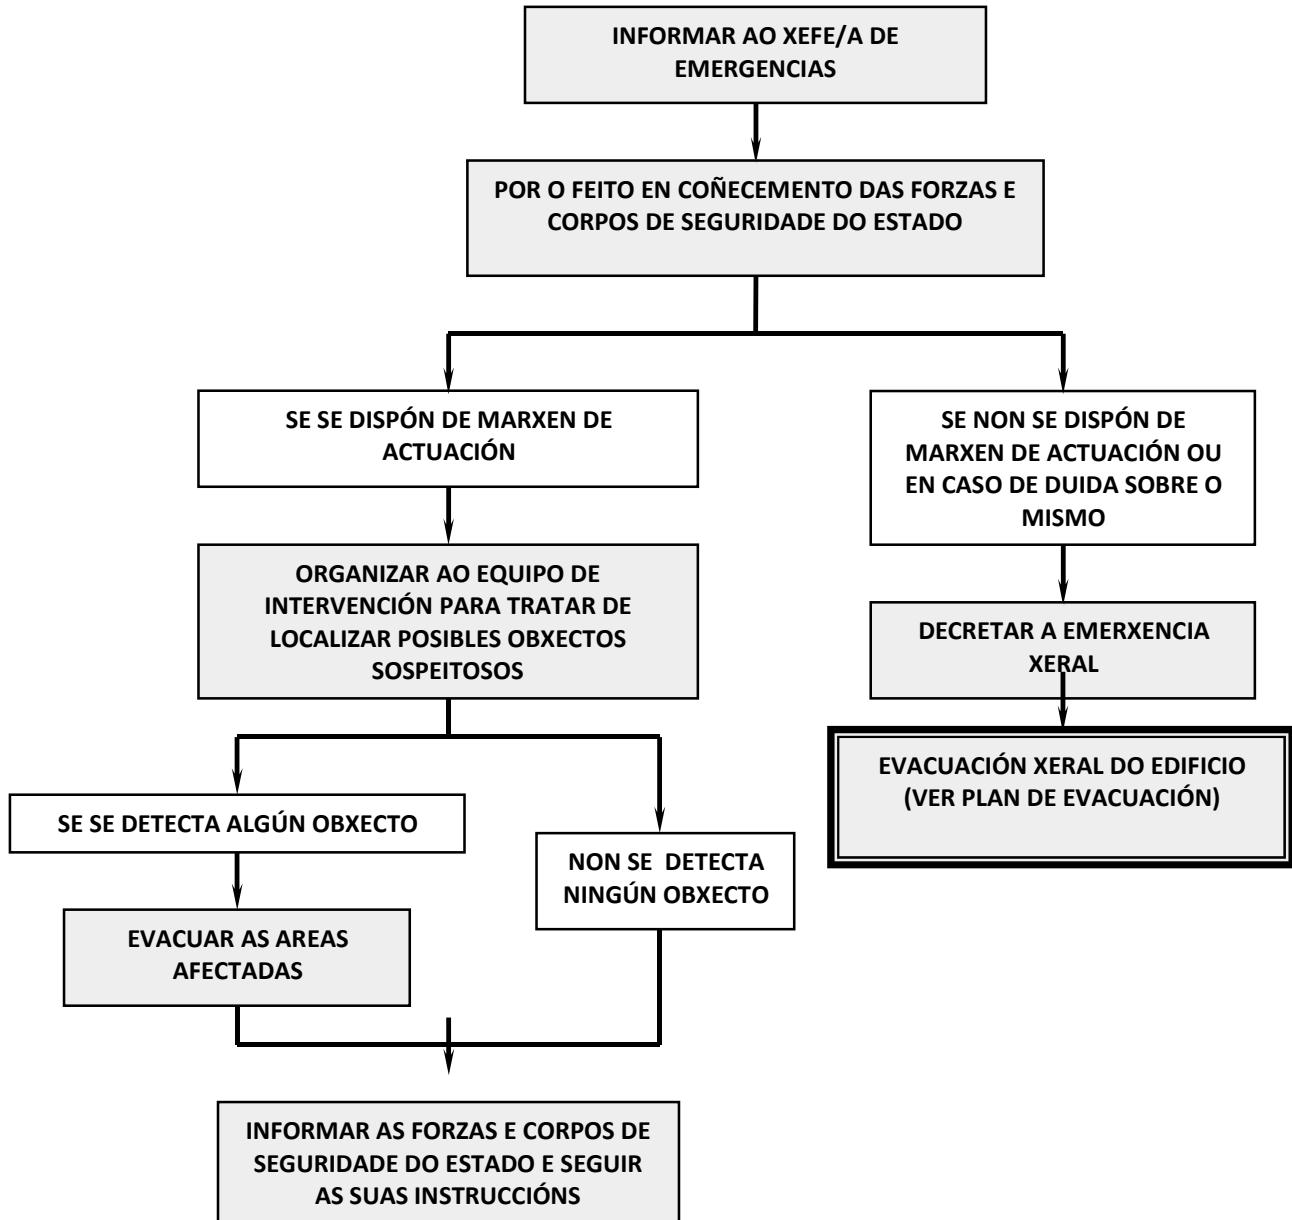 INFORMAR AO XEFE/A DE
EMERGENCIAS
POR O FEITO EN COÑECEMENTO DAS FORZAS E
CORPOS DE SEGURIDADE DO ESTADO
SE SE DISPÓN DE MARXEN DE
ACTUACIÓN
SE NON SE DISPÓN DE
MARXEN DE ACTUACIÓN OU
EN CASO DE DUIDA SOBRE O
MISMO
ORGANIZAR AO EQUIPO DE
INTERVENCIÓN PARA TRATAR DE
LOCALIZAR POSIBLES OBXECTOS
SOSPEITOSOS
DECRETAR A EMERXENCIA
XERAL
EVACUACIÓN XERAL DO EDIFICIO
(VER PLAN DE EVACUACIÓN)
SE SE DETECTA ALGÚN OBXECTO
NON SE DETECTA
NINGÚN OBXECTO
EVACUAR AS AREAS
AFECTADAS
INFORMAR AS FORZAS E CORPOS DE
SEGURIDADE DO ESTADO E SEGUIR
AS SUAS INSTRUCCIÓNS